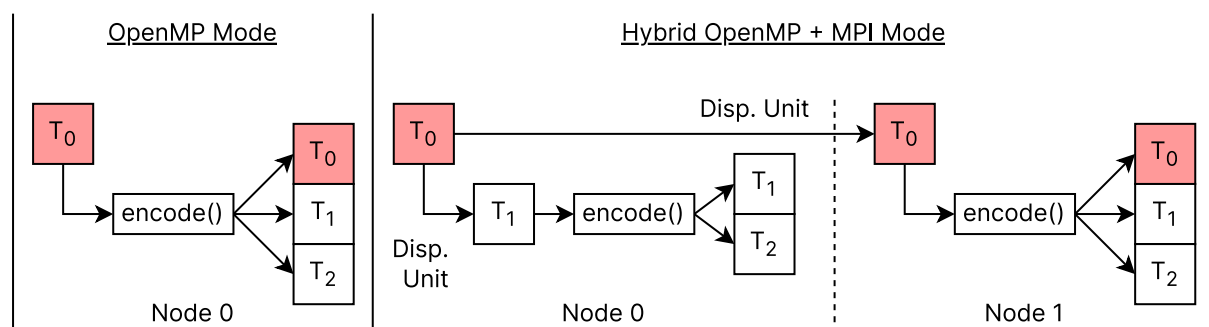 OpenMP Mode
T0
encode()
T0
T1
T2
Node 0
Hybrid OpenMP + MPI Mode
T0
Disp. Unit
T1
encode()
T1
T2
Disp.
Unit
Node 0
T0
encode()
T0
T1
T2
Node 1